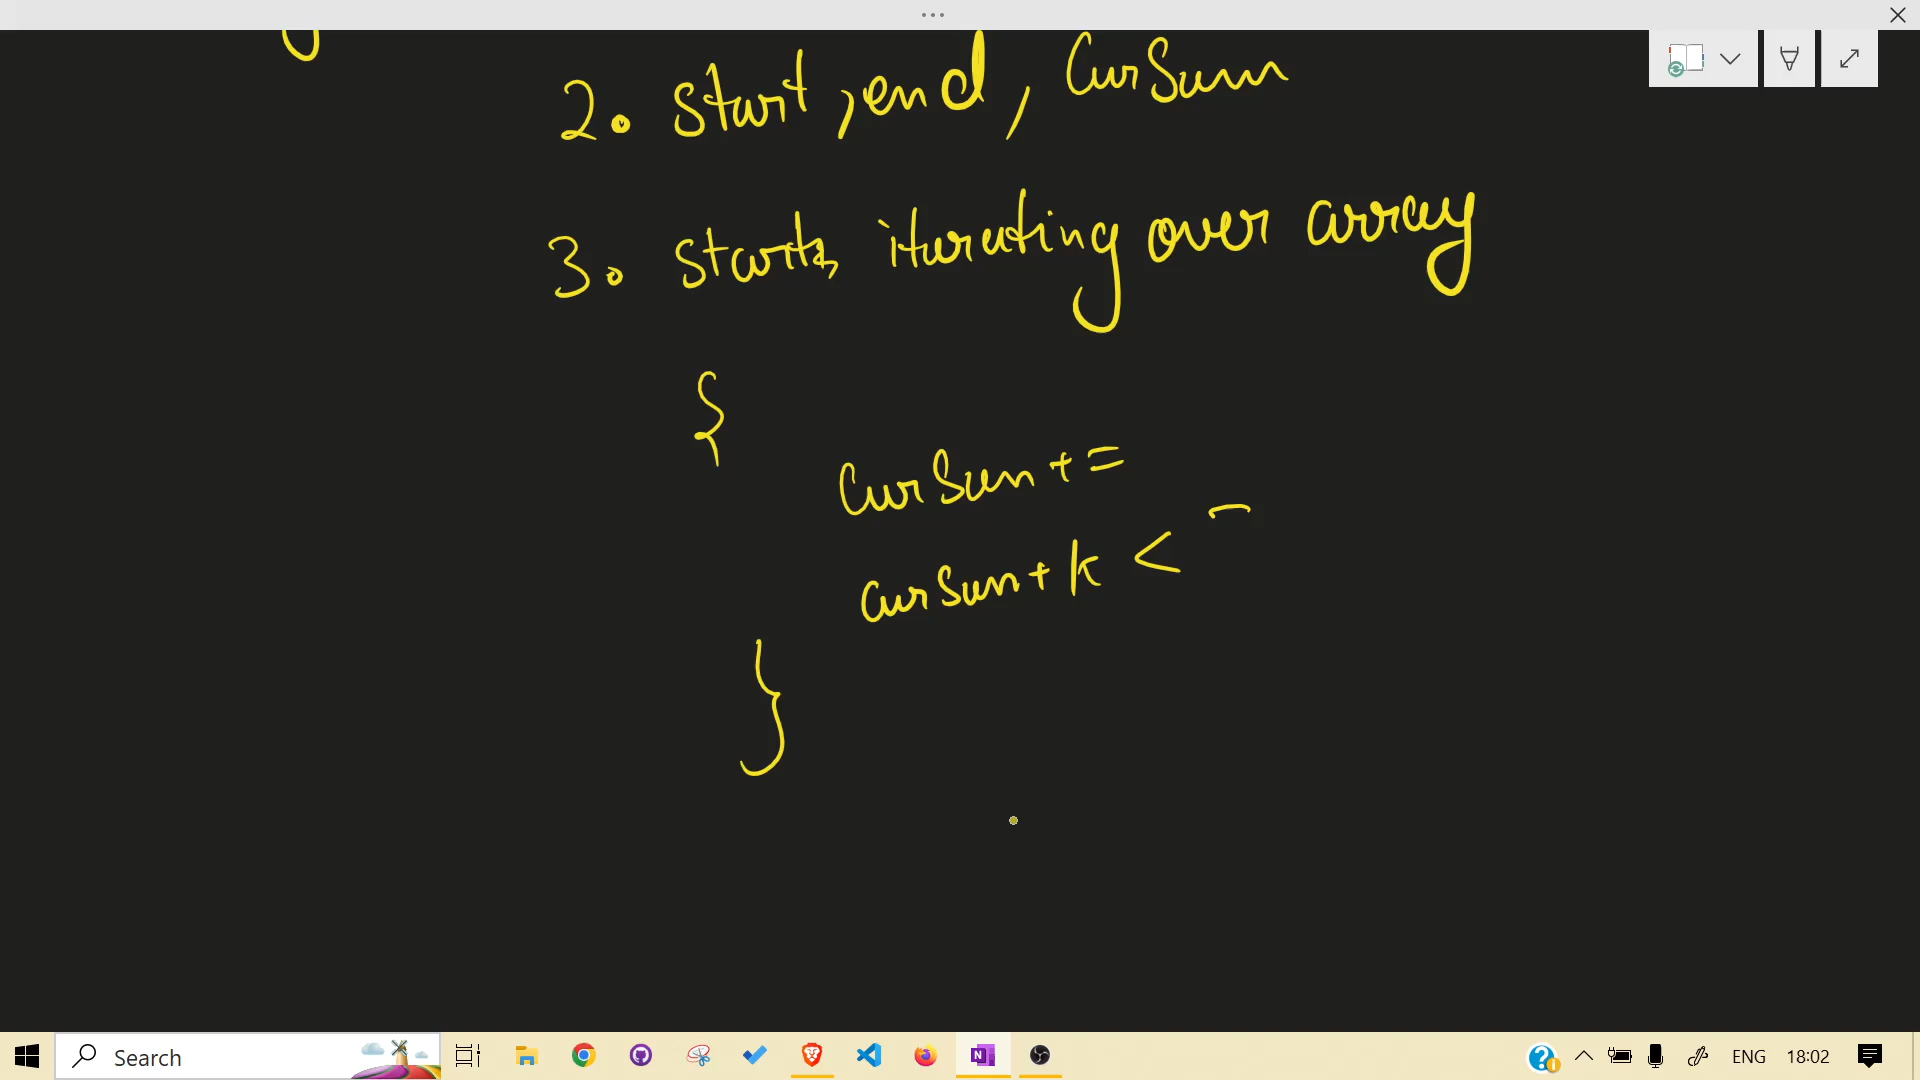 2. start, end, CurSum
3. starts iterating over array
{
CurSum +=
CurSum + k <
}
Search
ENG 18:02